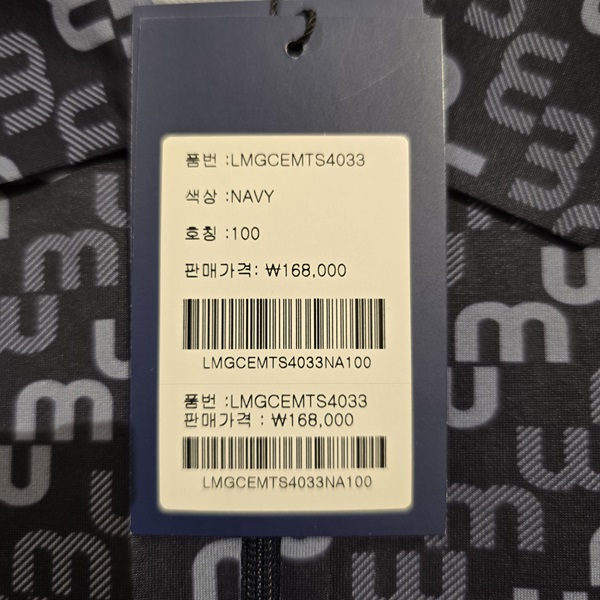 품번 :LMGCEMTS4033
색상 :NAVY
호칭 :100
판매가격: ₩168,000
LMGCEMTS4033NA100
품번 :LMGCEMTS4033
판매가격 : ₩168,000
LMGCEMTS4033NA100